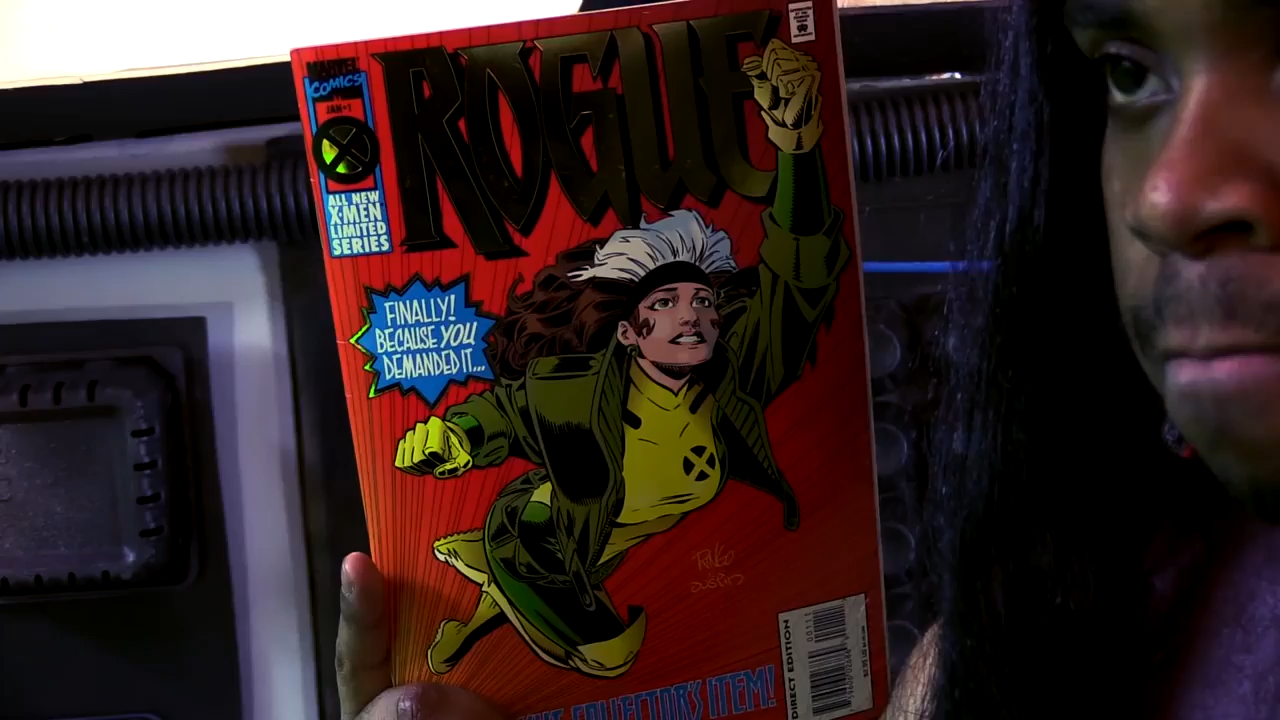 MARVEL
COMICS
JAN • 1
ROGUE
ALL NEW
X-MEN
LIMITED
SERIES
FINALLY!
BECAUSE YOU
DEMANDED IT...
COLLECTOR'S ITEM!
DIRECT EDITION
00111